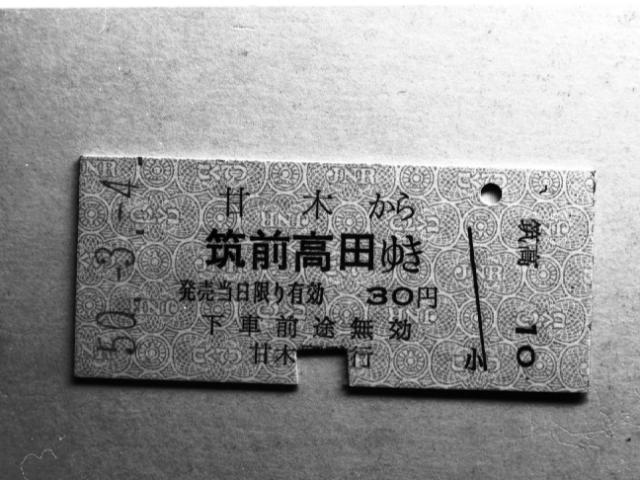 50.-3.-4
甘木から
筑前高田ゆき
発売当日限り有効 30円
下車前途無効
甘木 行
小
筑高 10